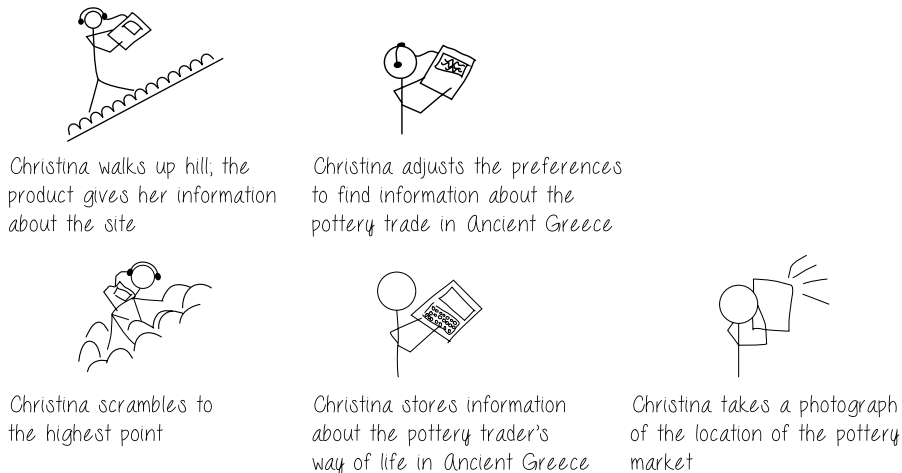 Christina walks up hill; the
product gives her information
about the site
Christina adjusts the preferences
to find information about the
pottery trade in Ancient Greece
Christina scrambles to
the highest point
Christina stores information
about the pottery trader's
way of life in Ancient Greece
Christina takes a photograph
of the location of the pottery
market